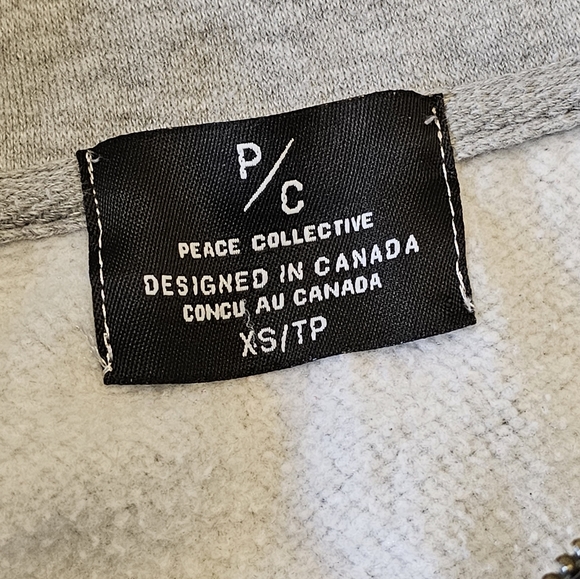 P/C
PEACE COLLECTIVE
DESIGNED IN CANADA
CONCU AU CANADA
XS/TP